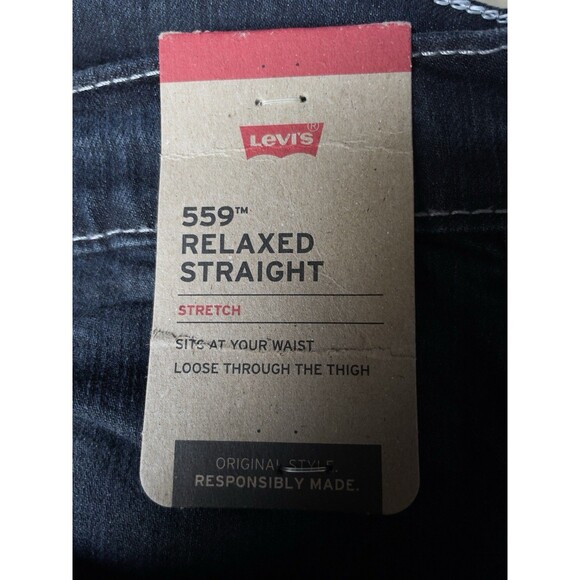 Levi's®
559™
RELAXED
STRAIGHT
STRETCH
SITS AT YOUR WAIST
LOOSE THROUGH THE THIGH
ORIGINAL STYLE.
RESPONSIBLY MADE.